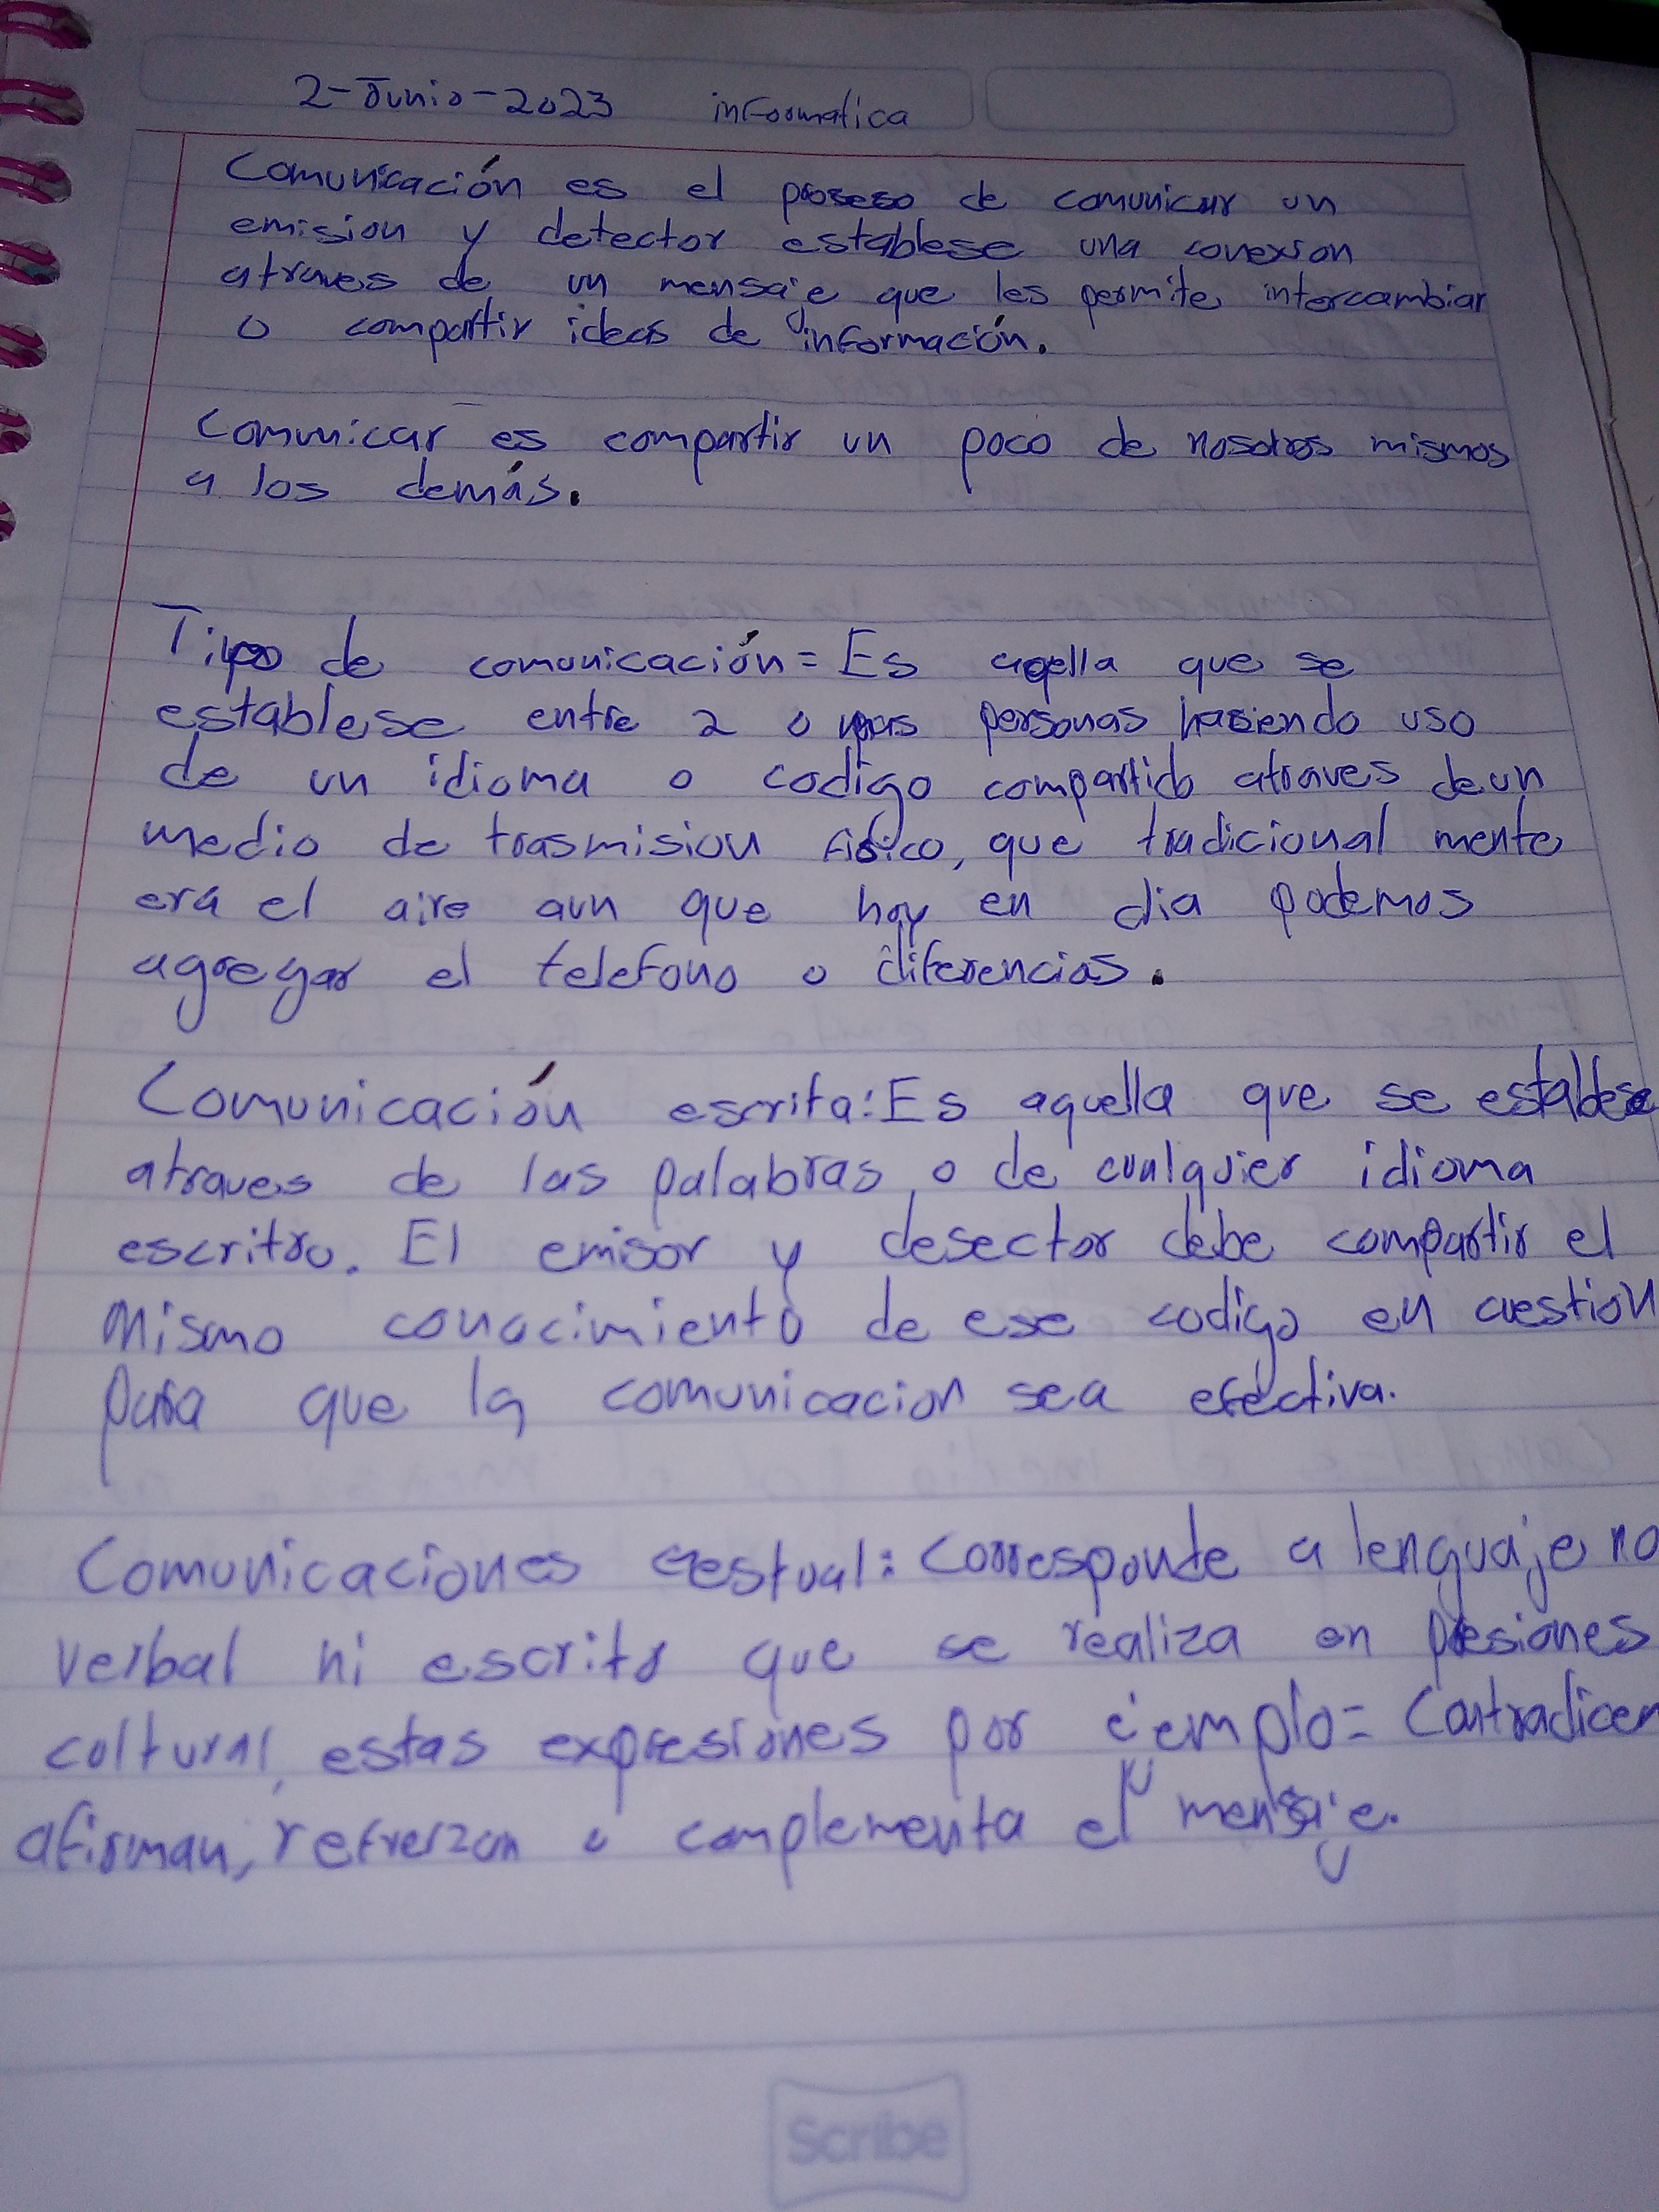 2-Junio-2023 informatica
Comunicación es el proseso de comunicar un
emision y detector establese una conexion
atraves de un mensaje que les permite intercambiar
o compartir ideas de información.
Comunicar es compartir un poco de nosotros mismos
a los demás.
Tipo de comunicación = Es aqella que se
establese entre 2 o mas personas hasiendo uso
de un idioma o codigo compartido atraves de un
medio de trasmision fisico, que tradicional mente
era el aire aun que hoy en dia podemos
agregar el telefono o diferencias.
Comunicación escrita: Es aquella que se establese
atraves de las palabras, o de cualquier idioma
escritro. El emisor y desector debe compartir el
mismo conocimiento de ese codigo en cuestion
para que la comunicacion sea efectiva.
Comunicaciones Gestual: Corresponde a lenguaje no
verbal ni escrito que se realiza en presiones
coltural, estas expresiones por ejemplo = Contradicen
afirman, refuerzan o complementa el mensaje.
Scribe